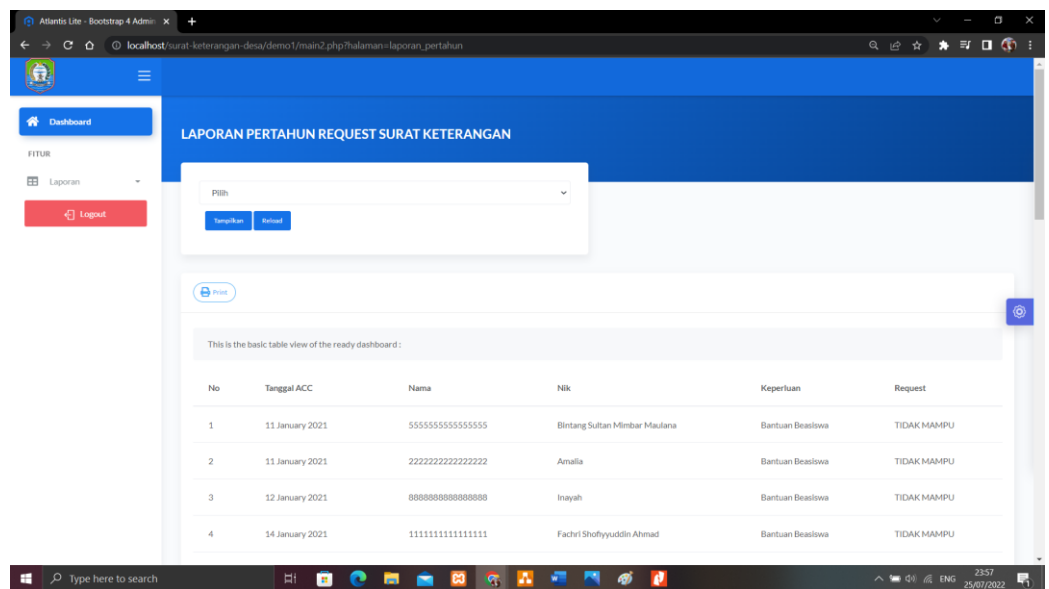 Atlantis Lite - Bootstrap 4 Admin
localhost/surat-keterangan-desa/demo1/main2.php?halaman=laporan_pertahun
Dashboard
FITUR
Laporan
Logout
LAPORAN PERTAHUN REQUEST SURAT KETERANGAN
Pilih
Tampilkan Reload
Print
This is the basic table view of the ready dashboard :
No Tanggal ACC Nama Nik Keperluan Request
1 11 January 2021 5555555555555555 Bintang Sultan Mimbar Maulana Bantuan Beasiswa TIDAK MAMPU
2 11 January 2021 2222222222222222 Amalia Bantuan Beasiswa TIDAK MAMPU
3 12 January 2021 8888888888888888 Inayah Bantuan Beasiswa TIDAK MAMPU
4 14 January 2021 1111111111111111 Fachri Shofiyyuddin Ahmad Bantuan Beasiswa TIDAK MAMPU
Type here to search
ENG
23:57
25/07/2022